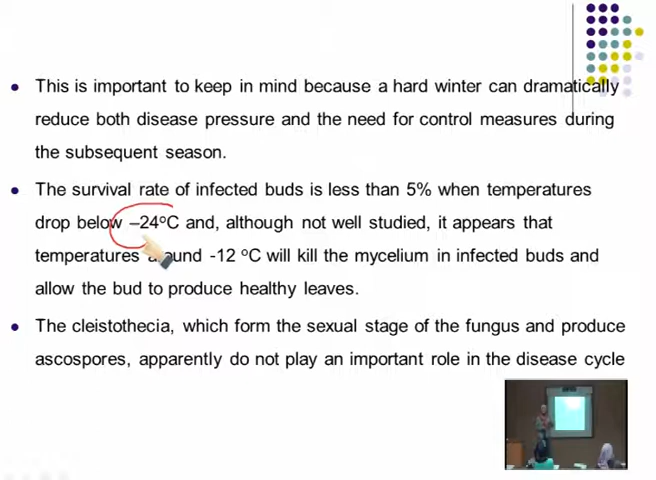 • This is important to keep in mind because a hard winter can dramatically
reduce both disease pressure and the need for control measures during
the subsequent season.
• The survival rate of infected buds is less than 5% when temperatures
drop below –24°C and, although not well studied, it appears that
temperatures around -12 °C will kill the mycelium in infected buds and
allow the bud to produce healthy leaves.
• The cleistothecia, which form the sexual stage of the fungus and produce
ascospores, apparently do not play an important role in the disease cycle